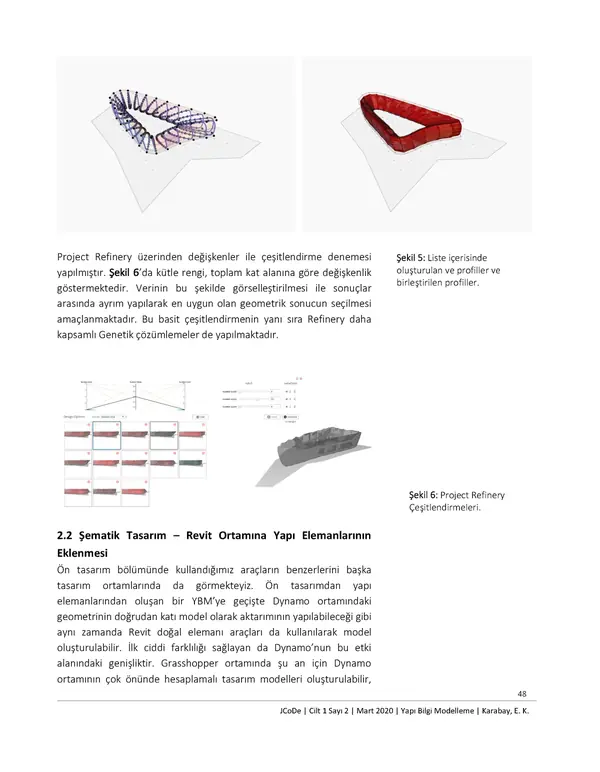 Project Refinery üzerinden değişkenler ile çeşitlendirme denemesi
yapılmıştır. Şekil 6'da kütle rengi, toplam kat alanına göre değişkenlik
göstermektedir. Verinin bu şekilde görselleştirilmesi ile sonuçlar
arasında ayrım yapılarak en uygun olan geometrik sonucun seçilmesi
amaçlanmaktadır. Bu basit çeşitlendirmenin yanı sıra Refinery daha
kapsamlı Genetik çözümlemeler de yapılmaktadır.
Şekil 5: Liste içerisinde
oluşturulan ve profiller ve
birleştirilen profiller.
Şekil 6: Project Refinery
Çeşitlendirmeleri.
2.2 Şematik Tasarım – Revit Ortamına Yapı Elemanlarının
Eklenmesi
Ön tasarım bölümünde kullandığımız araçların benzerlerini başka
tasarım ortamlarında da görmekteyiz. Ön tasarımdan yapı
elemanlarından oluşan bir YBM'ye geçişte Dynamo ortamındaki
geometrinin doğrudan katı model olarak aktarımının yapılabileceği gibi
aynı zamanda Revit doğal elemanı araçları da kullanılarak model
oluşturulabilir. İlk ciddi farklılığı sağlayan da Dynamo'nun bu etki
alanındaki genişliktir. Grasshopper ortamında şu an için Dynamo
ortamının çok önünde hesaplamalı tasarım modelleri oluşturulabilir,
48
JCoDe | Cilt 1 Sayı 2 | Mart 2020 | Yapı Bilgi Modelleme | Karabay, E. K.